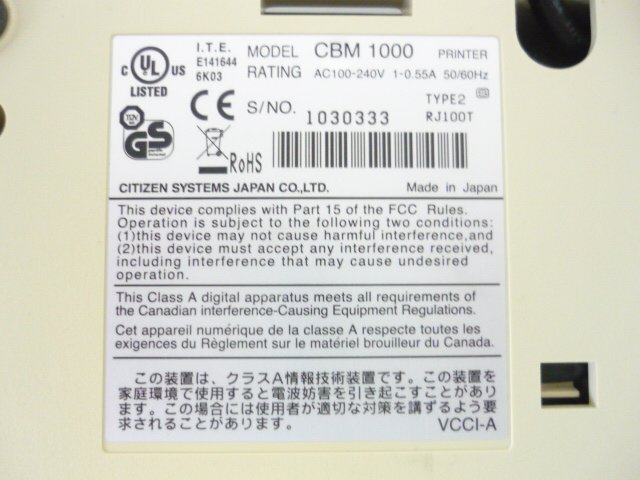 I.T.E.
E141644
6K03
C UL US
LISTED
MODEL CBM 1000 PRINTER
RATING AC100-240V 1-0.55A 50/60Hz
CE S/NO. 1030333
TYPE2
RJ100T
TÜV
GS
RoHS
CITIZEN SYSTEMS JAPAN CO.,LTD. Made in Japan
This device complies with Part 15 of the FCC Rules.
Operation is subject to the following two conditions:
(1)this device may not cause harmful interference,and
(2)this device must accept any interference received,
including interference that may cause undesired
operation.
This Class A digital apparatus meets all requirements of
the Canadian interference-Causing Equipment Regulations.
Cet appareil numérique de la classe A respecte toutes les
exigences du Règlement sur le matériel brouilleur du Canada.
この装置は、クラスA情報技術装置です。この装置を
家庭環境で使用すると電波妨害を引き起こすことがあり
ます。この場合には使用者が適切な対策を講ずるよう要
求されることがあります。 VCCI-A